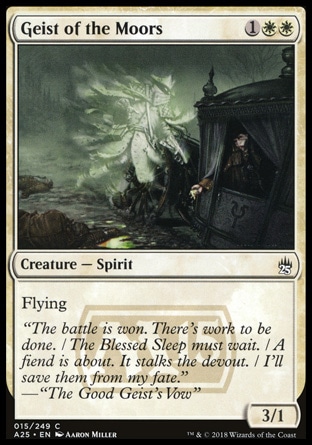 Geist of the Moors 1
Creature — Spirit
25
Flying
“The battle is won. There’s work to be
done. / The Blessed Sleep must wait. / A
fiend is about. It stalks the devout. / I’ll
save them from my fate.”
—“The Good Geist’s Vow”
3/1
015/249 C
A25 • EN Aaron Miller ™ & © 2018 Wizards of the Coast